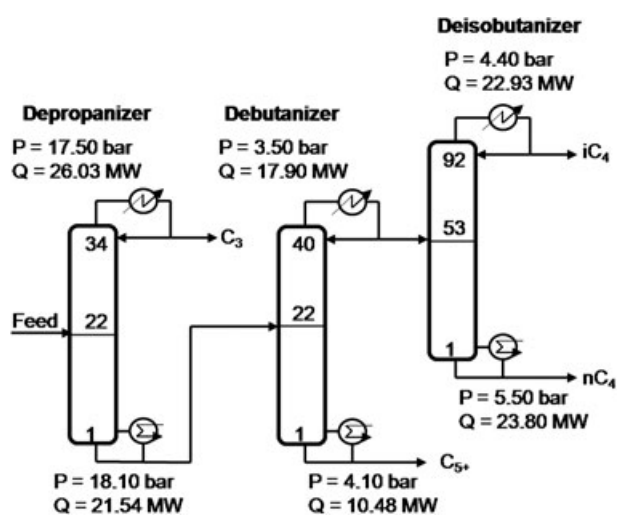 Deisobutanizer
P = 4.40 bar
Q = 22.93 MW
Depropanizer
P = 17.50 bar
Q = 26.03 MW
Debutanizer
P = 3.50 bar
Q = 17.90 MW
92
iC₄
53
34
C₃
40
Feed
22
22
1
nC₄
P = 5.50 bar
Q = 23.80 MW
1
1
C₅₊
P = 18.10 bar
Q = 21.54 MW
P = 4.10 bar
Q = 10.48 MW